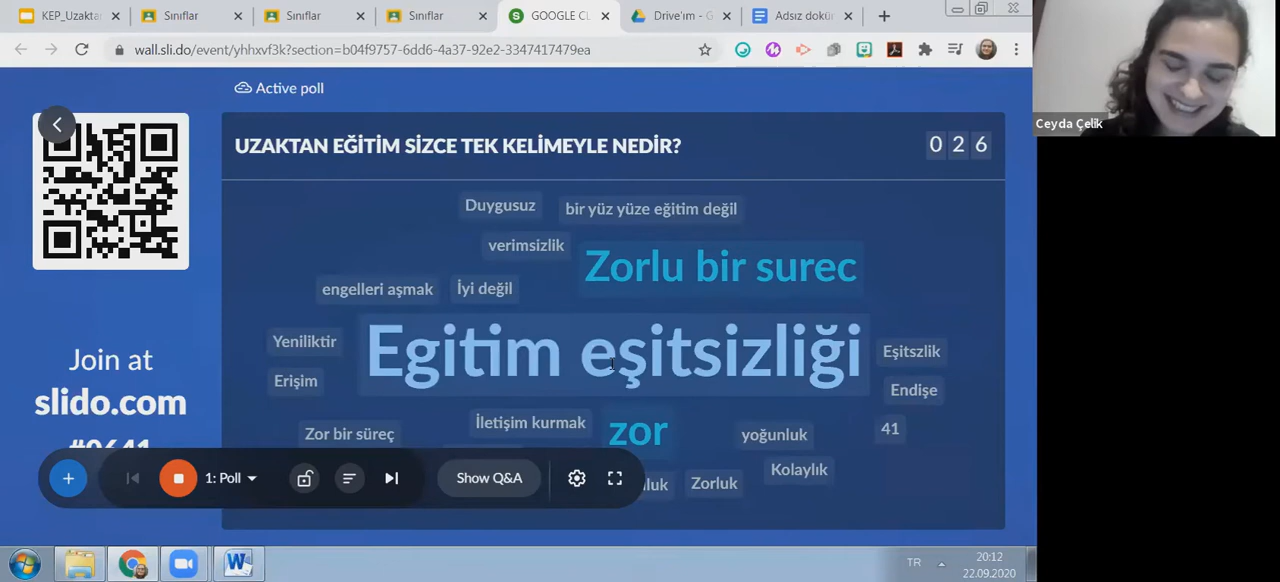 KEP_Uzakta
Sınıflar
Sınıflar
Sınıflar
GOOGLE CL
Drive'ım - G
Adsız dokü
wall.sli.do/event/yhhxvf3k?section=b04f9757-6dd6-4a37-92e2-3347417479ea
Active poll
UZAKTAN EĞİTİM SİZCE TEK KELİMEYLE NEDİR?
0 2 6
Duygusuz
bir yüz yüze eğitim değil
verimsizlik
Zorlu bir surec
engelleri aşmak
İyi değil
Yeniliktir
Egitim eşitsizliği
Eşitszlik
Erişim
Endişe
İletişim kurmak
zor
41
Zor bir süreç
yoğunluk
Kolaylık
Zorluk
Join at
slido.com
1: Poll
Show Q&A
Ceyda Çelik
TR
20:12
22.09.2020